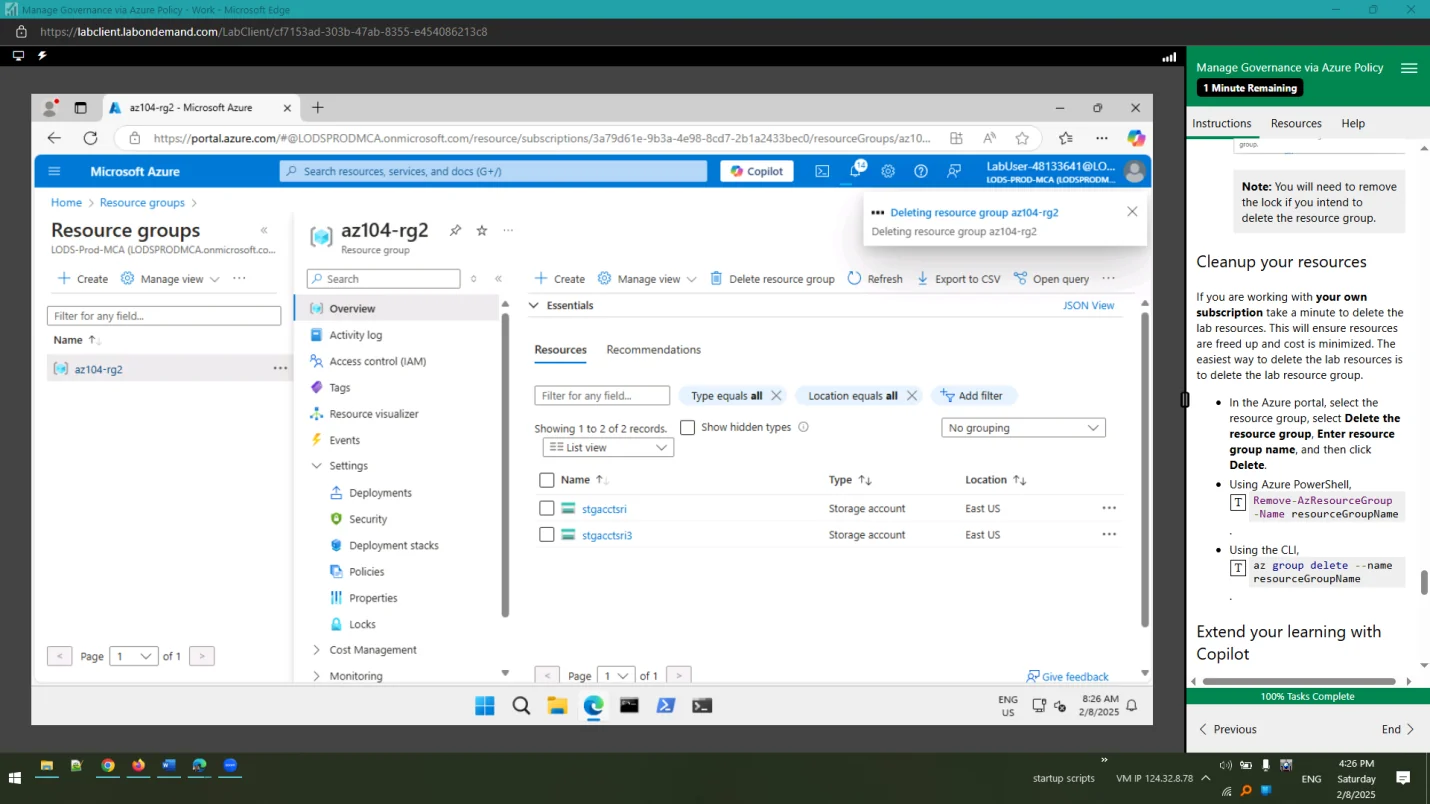 Manage Governance via Azure Policy - Work - Microsoft Edge
https://labclient.labondemand.com/LabClient/cf7153ad-303b-47ab-8355-e454086213c8
az104-rg2 - Microsoft Azure
https://portal.azure.com/#@LODSPRODMCA.onmicrosoft.com/resource/subscriptions/3a79d61e-9b3a-4e98-8cd7-2b1a2433bec0/resourceGroups/az10...
Microsoft Azure
Search resources, services, and docs (G+/)
Copilot
14
LabUser-48133641@LO...
LODS-PROD-MCA (LODSPRODM...
Home > Resource groups >
Resource groups
LODS-Prod-MCA (LODSPRODMCA.onmicrosoft.co...
Create
Manage view
Filter for any field...
Name
az104-rg2
< Page 1 of 1 >
az104-rg2
Resource group
Search
Overview
Activity log
Access control (IAM)
Tags
Resource visualizer
Events
Settings
Deployments
Security
Deployment stacks
Policies
Properties
Locks
Cost Management
Monitoring
Deleting resource group az104-rg2
Deleting resource group az104-rg2
Create
Manage view
Delete resource group
Refresh
Export to CSV
Open query
Essentials
JSON View
Resources
Recommendations
Filter for any field...
Type equals all
Location equals all
Add filter
Showing 1 to 2 of 2 records.
Show hidden types
No grouping
List view
Name Type Location
stgacctsri Storage account East US
stgacctsri3 Storage account East US
< Page 1 of 1 >
Give feedback
ENG
US
8:26 AM
2/8/2025
Manage Governance via Azure Policy
1 Minute Remaining
Instructions Resources Help
group.
Note: You will need to remove
the lock if you intend to
delete the resource group.
Cleanup your resources
If you are working with your own
subscription take a minute to delete the
lab resources. This will ensure resources
are freed up and cost is minimized. The
easiest way to delete the lab resources is
to delete the lab resource group.
• In the Azure portal, select the
resource group, select Delete the
resource group, Enter resource
group name, and then click
Delete.
• Using Azure PowerShell,
T Remove-AzResourceGroup
-Name resourceGroupName
.
• Using the CLI,
T az group delete --name
resourceGroupName
.
Extend your learning with
Copilot
100% Tasks Complete
Previous
End
startup scripts
VM IP 124.32.8.78
ENG
4:26 PM
Saturday
2/8/2025